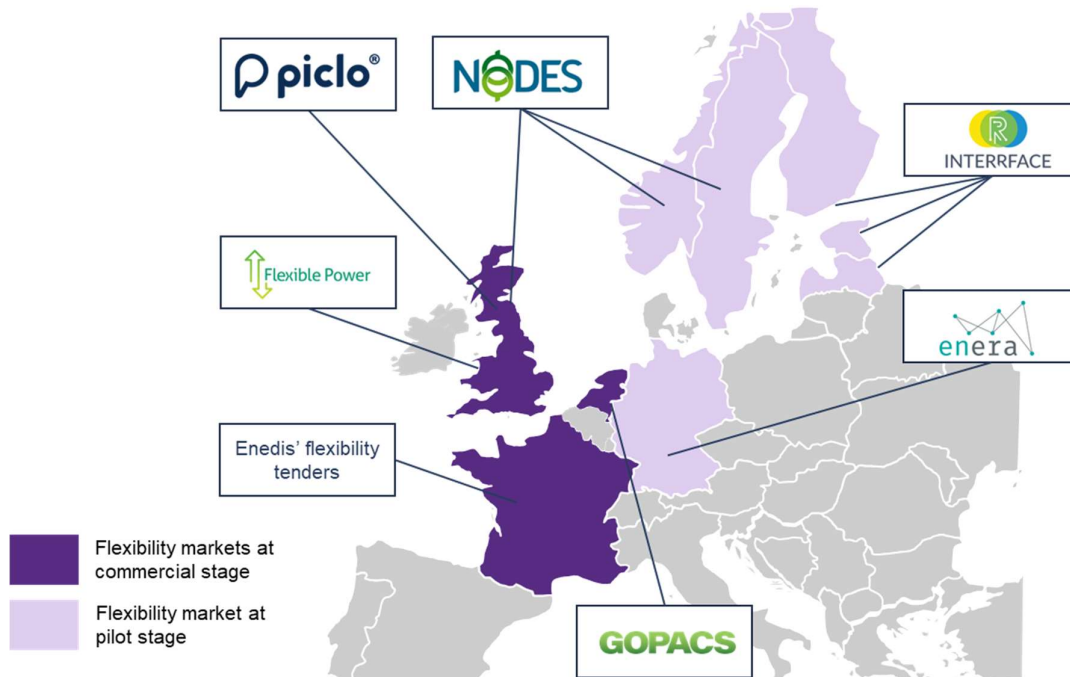 piclo®
NODES
INTERRFACE
Flexible Power
enera
Enedis' flexibility
tenders
Flexibility markets at
commercial stage
Flexibility market at
pilot stage
GOPACS